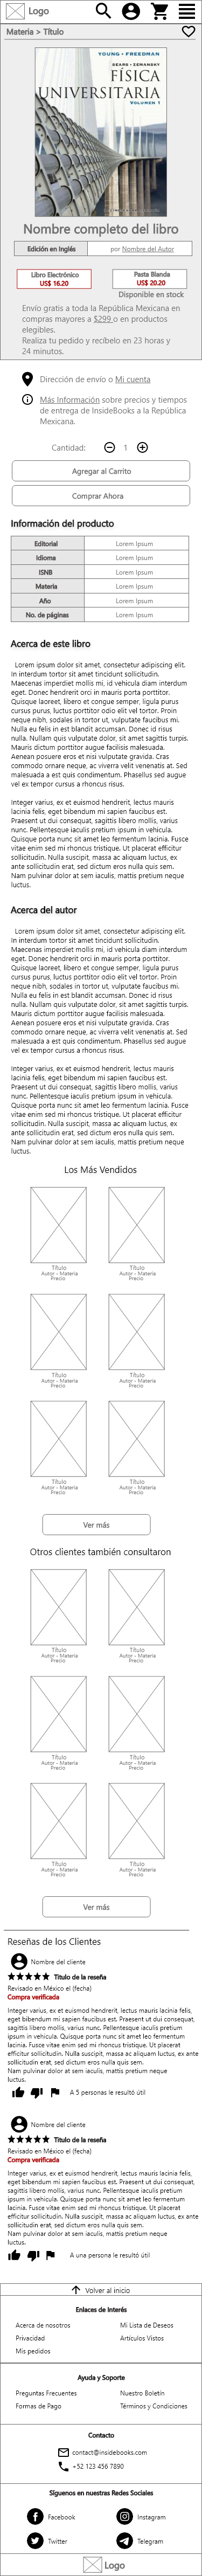 Logo
Materia > Título
YOUNG • FREEDMAN
SEARS • ZEMANSKY
FÍSICA
UNIVERSITARIA
VOLUMEN 1
Nombre completo del libro
Edición en Inglés
por Nombre del Autor
Libro Electrónico
US$ 16.20
Pasta Blanda
US$ 20.20
Disponible en stock
Envío gratis a toda la República Mexicana en
compras mayores a $299 o en productos
elegibles.
Realiza tu pedido y recíbelo en 23 horas y
24 minutos.
Dirección de envío o Mi cuenta
Más Información sobre precios y tiempos
de entrega de InsideBooks a la República
Mexicana.
Cantidad:
1
Agregar al Carrito
Comprar Ahora
Información del producto
Editorial Lorem Ipsum
Idioma Lorem Ipsum
ISNB Lorem Ipsum
Materia Lorem Ipsum
Año Lorem Ipsum
No. de páginas Lorem Ipsum
Acerca de este libro
Lorem ipsum dolor sit amet, consectetur adipiscing elit.
In interdum tortor sit amet tincidunt sollicitudin.
Maecenas imperdiet mollis mi, id vehicula diam interdum
eget. Donec hendrerit orci in mauris porta porttitor.
Quisque laoreet, libero et congue semper, ligula purus
cursus purus, luctus porttitor odio elit vel tortor. Proin
neque nibh, sodales in tortor ut, vulputate faucibus mi.
Nulla eu felis in est blandit accumsan. Donec id risus
nulla. Nullam quis vulputate dolor, sit amet sagittis turpis.
Mauris dictum porttitor augue facilisis malesuada.
Aenean posuere eros et nisi vulputate gravida. Cras
commodo ornare neque, ac viverra velit venenatis at. Sed
malesuada a est quis condimentum. Phasellus sed augue
vel ex tempor cursus a rhoncus risus.
Integer varius, ex et euismod hendrerit, lectus mauris
lacinia felis, eget bibendum mi sapien faucibus est.
Praesent ut dui consequat, sagittis libero mollis, varius
nunc. Pellentesque iaculis pretium ipsum in vehicula.
Quisque porta nunc sit amet leo fermentum lacinia. Fusce
vitae enim sed mi rhoncus tristique. Ut placerat efficitur
sollicitudin. Nulla suscipit, massa ac aliquam luctus, ex
ante sollicitudin erat, sed dictum eros nulla quis sem.
Nam pulvinar dolor at sem iaculis, mattis pretium neque
luctus.
Acerca del autor
Lorem ipsum dolor sit amet, consectetur adipiscing elit.
In interdum tortor sit amet tincidunt sollicitudin.
Maecenas imperdiet mollis mi, id vehicula diam interdum
eget. Donec hendrerit orci in mauris porta porttitor.
Quisque laoreet, libero et congue semper, ligula purus
cursus purus, luctus porttitor odio elit vel tortor. Proin
neque nibh, sodales in tortor ut, vulputate faucibus mi.
Nulla eu felis in est blandit accumsan. Donec id risus
nulla. Nullam quis vulputate dolor, sit amet sagittis turpis.
Mauris dictum porttitor augue facilisis malesuada.
Aenean posuere eros et nisi vulputate gravida. Cras
commodo ornare neque, ac viverra velit venenatis at. Sed
malesuada a est quis condimentum. Phasellus sed augue
vel ex tempor cursus a rhoncus risus.
Integer varius, ex et euismod hendrerit, lectus mauris
lacinia felis, eget bibendum mi sapien faucibus est.
Praesent ut dui consequat, sagittis libero mollis, varius
nunc. Pellentesque iaculis pretium ipsum in vehicula.
Quisque porta nunc sit amet leo fermentum lacinia. Fusce
vitae enim sed mi rhoncus tristique. Ut placerat efficitur
sollicitudin. Nulla suscipit, massa ac aliquam luctus, ex
ante sollicitudin erat, sed dictum eros nulla quis sem.
Nam pulvinar dolor at sem iaculis, mattis pretium neque
luctus.
Los Más Vendidos
Título Título
Autor - Materia Autor - Materia
Precio Precio
Título Título
Autor - Materia Autor - Materia
Precio Precio
Título Título
Autor - Materia Autor - Materia
Precio Precio
Ver más
Otros clientes también consultaron
Título Título
Autor - Materia Autor - Materia
Precio Precio
Título Título
Autor - Materia Autor - Materia
Precio Precio
Título Título
Autor - Materia Autor - Materia
Precio Precio
Ver más
Reseñas de los Clientes
Nombre del cliente
Titulo de la reseña
Revisado en México el (fecha)
Compra verificada
Integer varius, ex et euismod hendrerit, lectus mauris lacinia felis,
eget bibendum mi sapien faucibus est. Praesent ut dui consequat,
sagittis libero mollis, varius nunc. Pellentesque iaculis pretium
ipsum in vehicula. Quisque porta nunc sit amet leo fermentum
lacinia. Fusce vitae enim sed mi rhoncus tristique. Ut placerat
efficitur sollicitudin. Nulla suscipit, massa ac aliquam luctus, ex ante
sollicitudin erat, sed dictum eros nulla quis sem.
Nam pulvinar dolor at sem iaculis, mattis pretium neque
luctus.
A 5 personas le resultó útil
Nombre del cliente
Titulo de la reseña
Revisado en México el (fecha)
Compra verificada
Integer varius, ex et euismod hendrerit, lectus mauris lacinia felis,
eget bibendum mi sapien faucibus est. Praesent ut dui consequat,
sagittis libero mollis, varius nunc. Pellentesque iaculis pretium
ipsum in vehicula. Quisque porta nunc sit amet leo fermentum
lacinia. Fusce vitae enim sed mi rhoncus tristique. Ut placerat
efficitur sollicitudin. Nulla suscipit, massa ac aliquam luctus, ex ante
sollicitudin erat, sed dictum eros nulla quis sem.
Nam pulvinar dolor at sem iaculis, mattis pretium neque
luctus.
A una persona le resultó útil
Volver al inicio
Enlaces de Interés
Acerca de nosotros Mi Lista de Deseos
Privacidad Artículos Vistos
Mis pedidos
Ayuda y Soporte
Preguntas Frecuentes Nuestro Boletín
Formas de Pago Términos y Condiciones
Contacto
contact@insidebooks.com
+52 123 456 7890
Síguenos en nuestras Redes Sociales
Facebook Instagram
Twitter Telegram
Logo